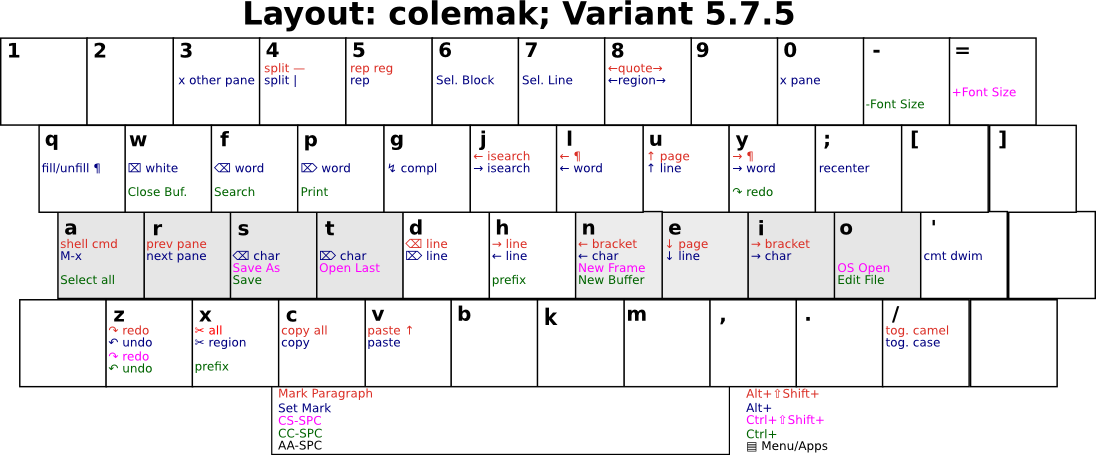 Layout: colemak; Variant 5.7.5
1
2
3
x other pane
4
split —
split |
5
rep reg
rep
6
Sel. Block
7
Sel. Line
8
←quote→
←region→
9
0
x pane
-
-Font Size
=
+Font Size
q
fill/unfill ¶
w
⌧ white
Close Buf.
f
⌫ word
Search
p
⌦ word
Print
g
↯ compl
j
← isearch
→ isearch
l
← ¶
← word
u
↑ page
↑ line
y
→ ¶
→ word
↷ redo
;
recenter
[
]
a
shell cmd
M-x
Select all
r
prev pane
next pane
s
⌫ char
Save As
Save
t
⌦ char
Open Last
d
⌫ line
⌦ line
h
→ line
← line
prefix
n
← bracket
← char
New Frame
New Buffer
e
↓ page
↓ line
i
→ bracket
→ char
o
OS Open
Edit File
'
cmt dwim
z
↷ redo
↶ undo
↷ redo
↶ undo
x
✂ all
✂ region
prefix
c
copy all
copy
v
paste ↑
paste
b
k
m
,
.
/
tog. camel
tog. case
Mark Paragraph
Set Mark
CS-SPC
CC-SPC
AA-SPC
Alt+⇧Shift+
Alt+
Ctrl+⇧Shift+
Ctrl+
▤ Menu/Apps